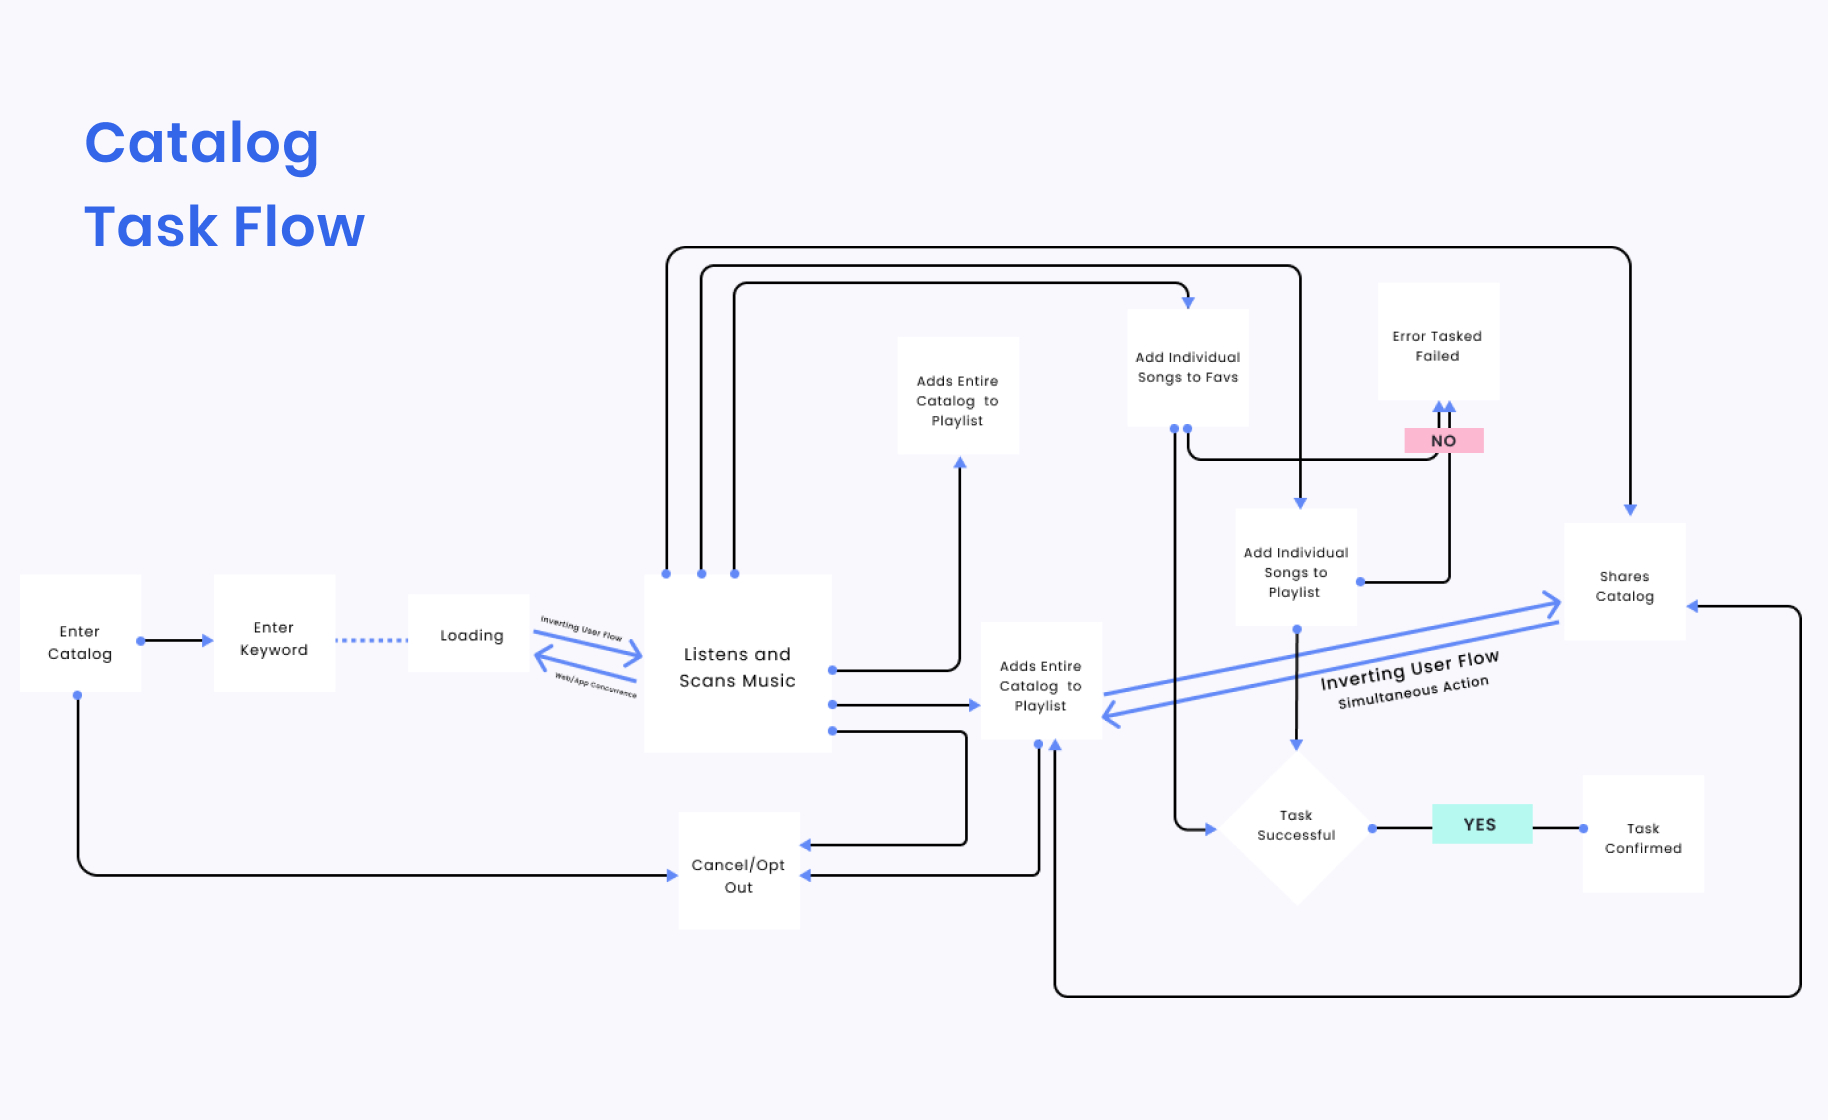 Catalog
Task Flow
Enter
Catalog
Enter
Keyword
Loading
Inverting User Flow
Web/App Concurrence
Listens and
Scans Music
Adds Entire
Catalog to
Playlist
Add Individual
Songs to Favs
Error Tasked
Failed
NO
Add Individual
Songs to
Playlist
Shares
Catalog
Adds Entire
Catalog to
Playlist
Inverting User Flow
Simultaneous Action
Cancel/Opt
Out
Task
Successful
YES
Task
Confirmed